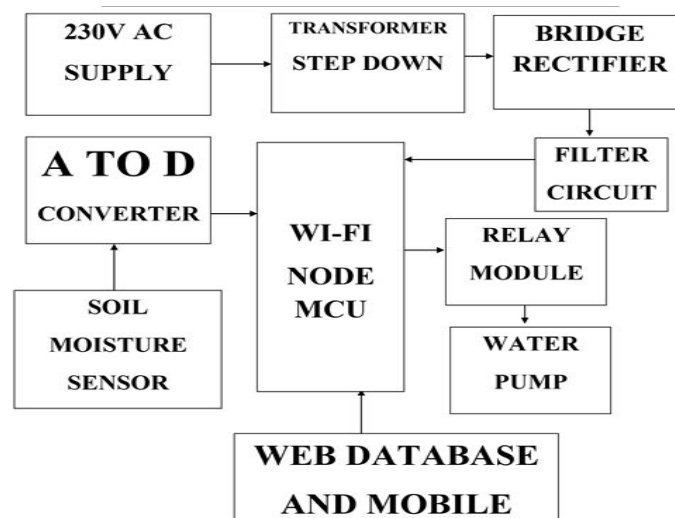 230V AC
SUPPLY
TRANSFORMER
STEP DOWN
BRIDGE
RECTIFIER
A TO D
CONVERTER
WI-FI
NODE
MCU
FILTER
CIRCUIT
RELAY
MODULE
SOIL
MOISTURE
SENSOR
WATER
PUMP
WEB DATABASE
AND MOBILE